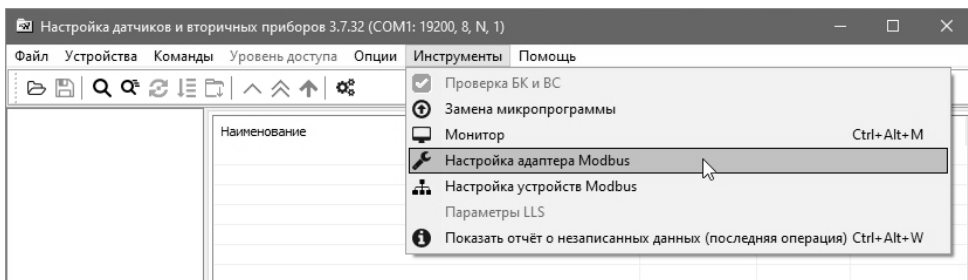 Настройка датчиков и вторичных приборов 3.7.32 (COM1: 19200, 8, N, 1)
Файл Устройства Команды Уровень доступа Опции Инструменты Помощь
Проверка БК и ВС
Замена микропрограммы
Наименование
Монитор Ctrl+Alt+M
Настройка адаптера Modbus
Настройка устройств Modbus
Параметры LLS
Показать отчёт о незаписанных данных (последняя операция) Ctrl+Alt+W